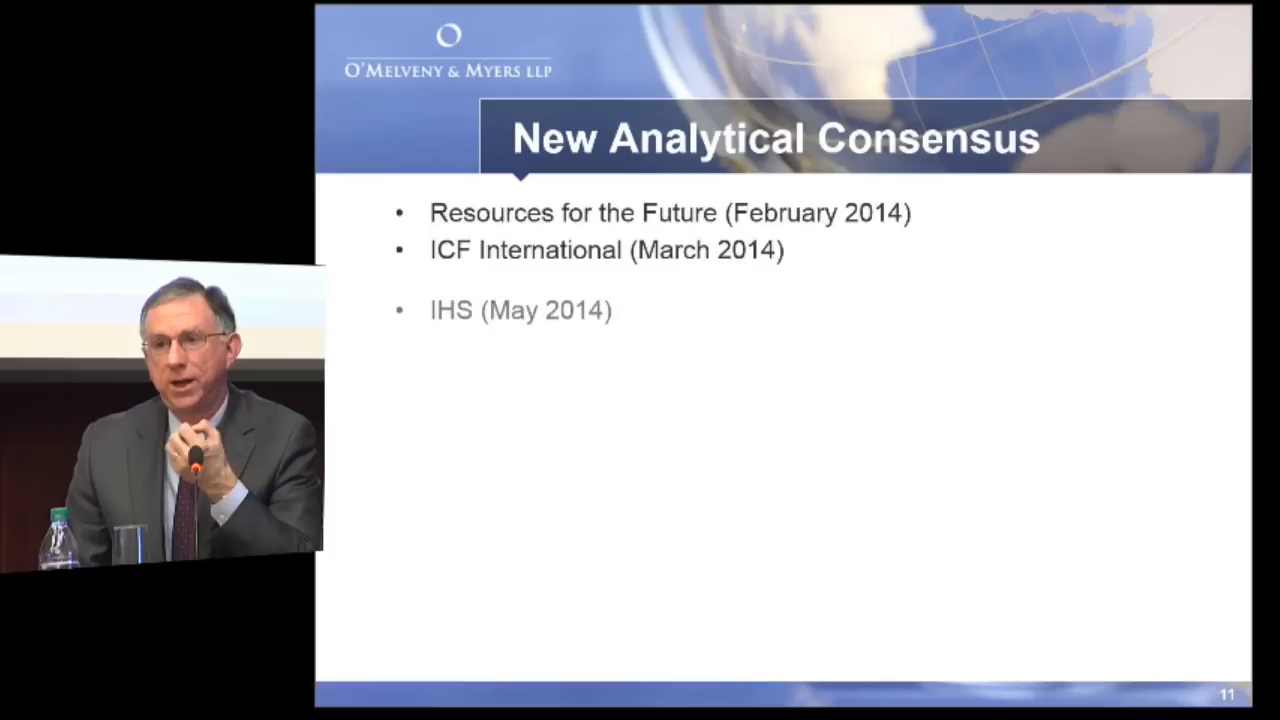 O'MELVENY & MYERS LLP
New Analytical Consensus
• Resources for the Future (February 2014)
• ICF International (March 2014)
• IHS (May 2014)
11